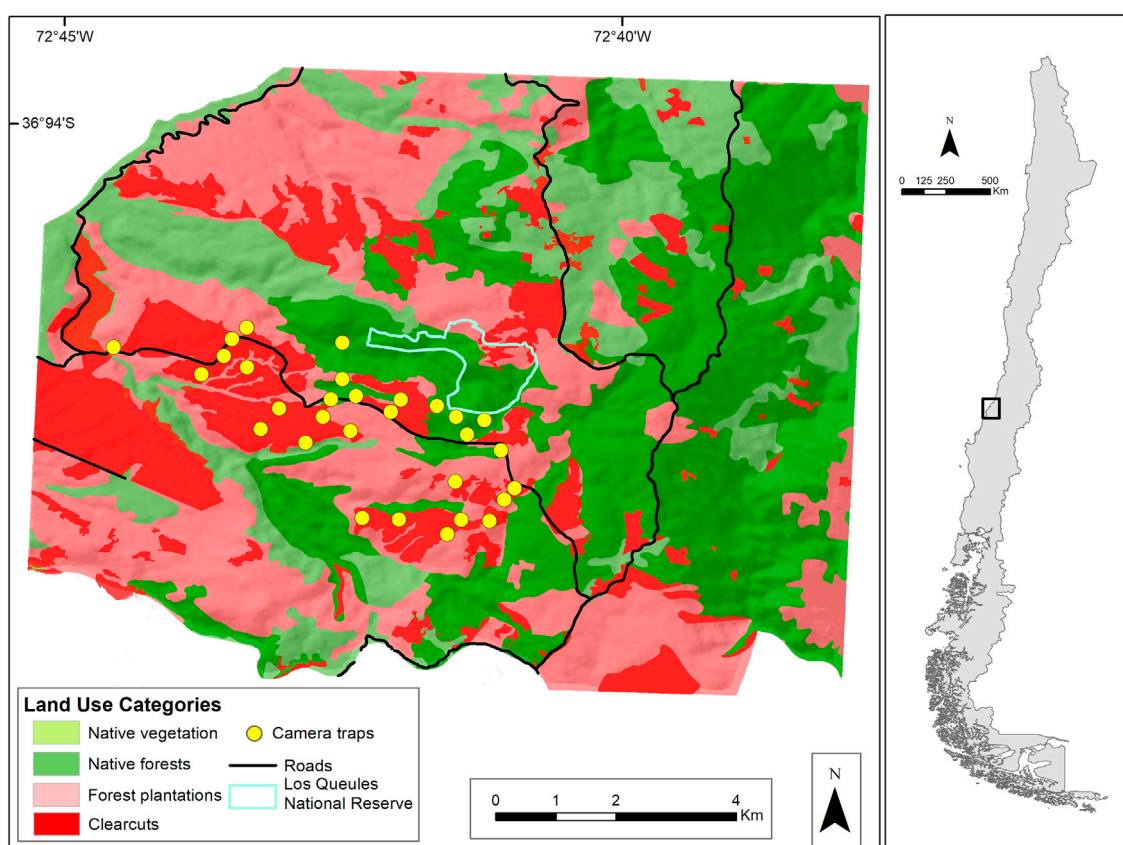 72°45'W
72°40'W
36°94'S
N
0 125 250 500
Km
Land Use Categories
Native vegetation
Native forests
Forest plantations
Clearcuts
Camera traps
Roads
Los Queules
National Reserve
0 1 2 4
Km
N